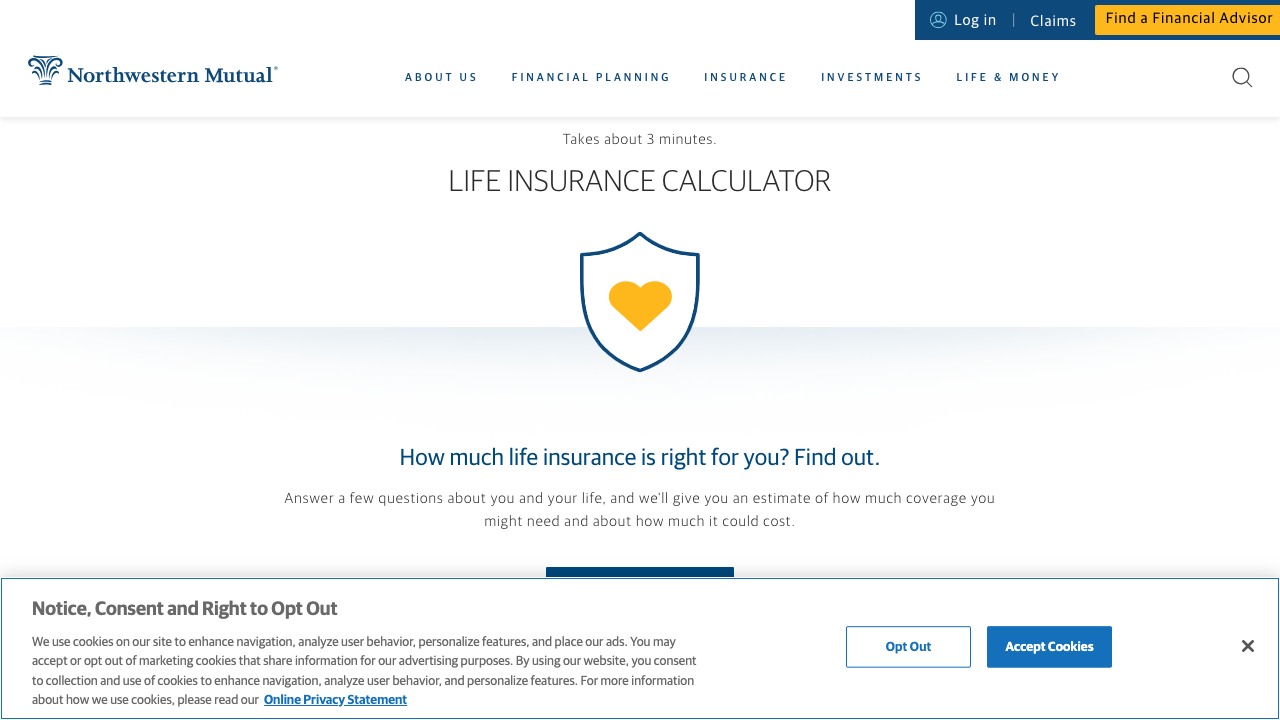 Log in
Claims
Find a Financial Advisor
Northwestern Mutual®
ABOUT US
FINANCIAL PLANNING
INSURANCE
INVESTMENTS
LIFE & MONEY
Takes about 3 minutes.
LIFE INSURANCE CALCULATOR
How much life insurance is right for you? Find out.
Answer a few questions about you and your life, and we'll give you an estimate of how much coverage you
might need and about how much it could cost.
Notice, Consent and Right to Opt Out
We use cookies on our site to enhance navigation, analyze user behavior, personalize features, and place our ads. You may
accept or opt out of marketing cookies that share information for our advertising purposes. By using our website, you consent
to collection and use of cookies to enhance navigation, analyze user behavior, and personalize features. For more information
about how we use cookies, please read our Online Privacy Statement
Opt Out
Accept Cookies